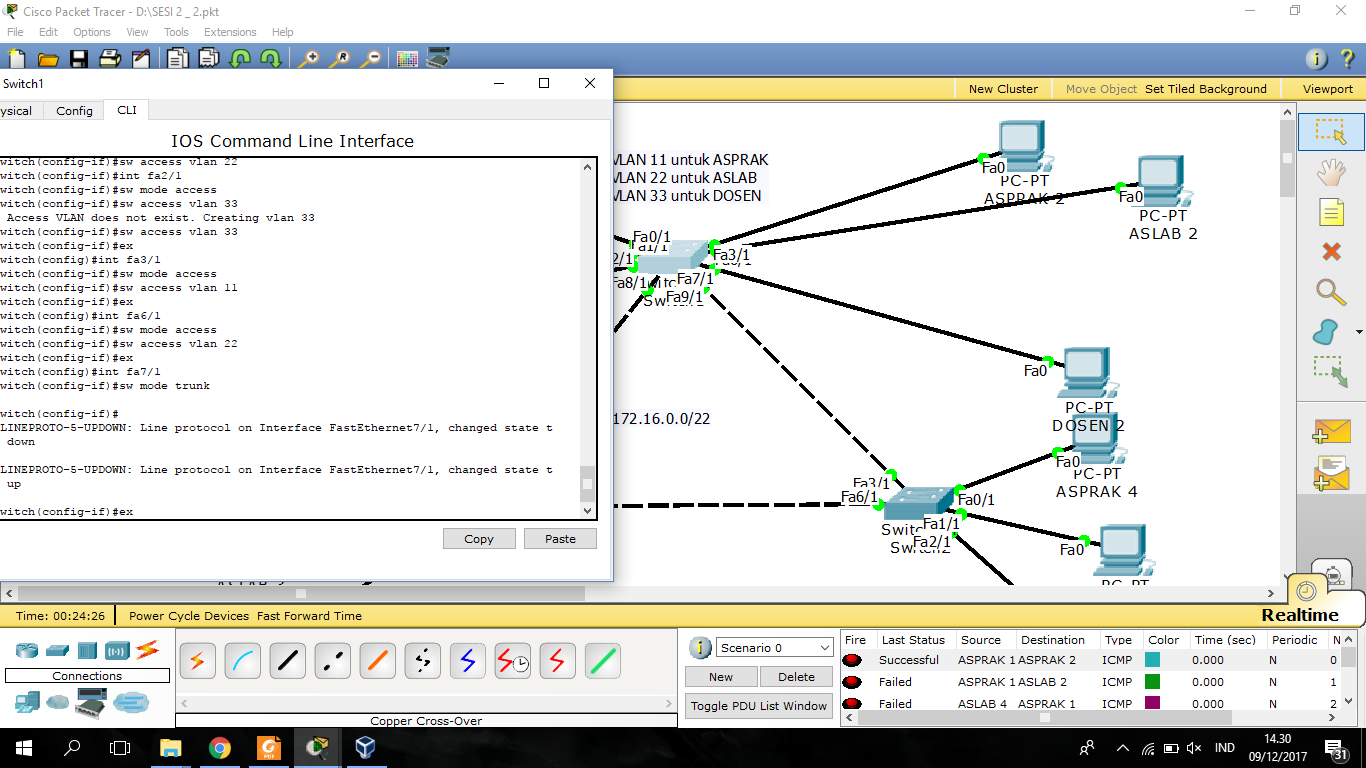 Cisco Packet Tracer - D:\SESI 2 _ 2.pkt
File Edit Options View Tools Extensions Help
New Cluster Move Object Set Tiled Background Viewport
Switch1
ysical Config CLI
IOS Command Line Interface
witch(config-if)#sw access vlan 22
witch(config-if)#int fa2/1
witch(config-if)#sw mode access
witch(config-if)#sw access vlan 33
Access VLAN does not exist. Creating vlan 33
witch(config-if)#sw access vlan 33
witch(config-if)#ex
witch(config)#int fa3/1
witch(config-if)#sw mode access
witch(config-if)#sw access vlan 11
witch(config-if)#ex
witch(config)#int fa6/1
witch(config-if)#sw mode access
witch(config-if)#sw access vlan 22
witch(config-if)#ex
witch(config)#int fa7/1
witch(config-if)#sw mode trunk
witch(config-if)#
LINEPROTO-5-UPDOWN: Line protocol on Interface FastEthernet7/1, changed state t
down
LINEPROTO-5-UPDOWN: Line protocol on Interface FastEthernet7/1, changed state t
up
witch(config-if)#ex
Copy Paste
VLAN 11 untuk ASPRAK
VLAN 22 untuk ASLAB
VLAN 33 untuk DOSEN
Fa0/1
Fa1/1
2/1
Fa8/1
Fa3/1
Fa7/1
Fa9/1
Fa0
PC-PT
ASPRAK 2
Fa0
PC-PT
ASLAB 2
Fa0
PC-PT
DOSEN 2
172.16.0.0/22
Fa0
PC-PT
ASPRAK 4
Fa3/1
Fa6/1
Fa0/1
Fa1/1
Fa2/1
Switch2
Fa0
PC-PT
Time: 00:24:26 Power Cycle Devices Fast Forward Time
Realtime
Connections
Copper Cross-Over
Scenario 0
New Delete
Toggle PDU List Window
Fire Last Status Source Destination Type Color Time (sec) Periodic N
Successful ASPRAK 1 ASPRAK 2 ICMP 0.000 N 0
Failed ASPRAK 1 ASLAB 2 ICMP 0.000 N 1
Failed ASLAB 4 ASPRAK 1 ICMP 0.000 N 2
IND
14.30
09/12/2017
31